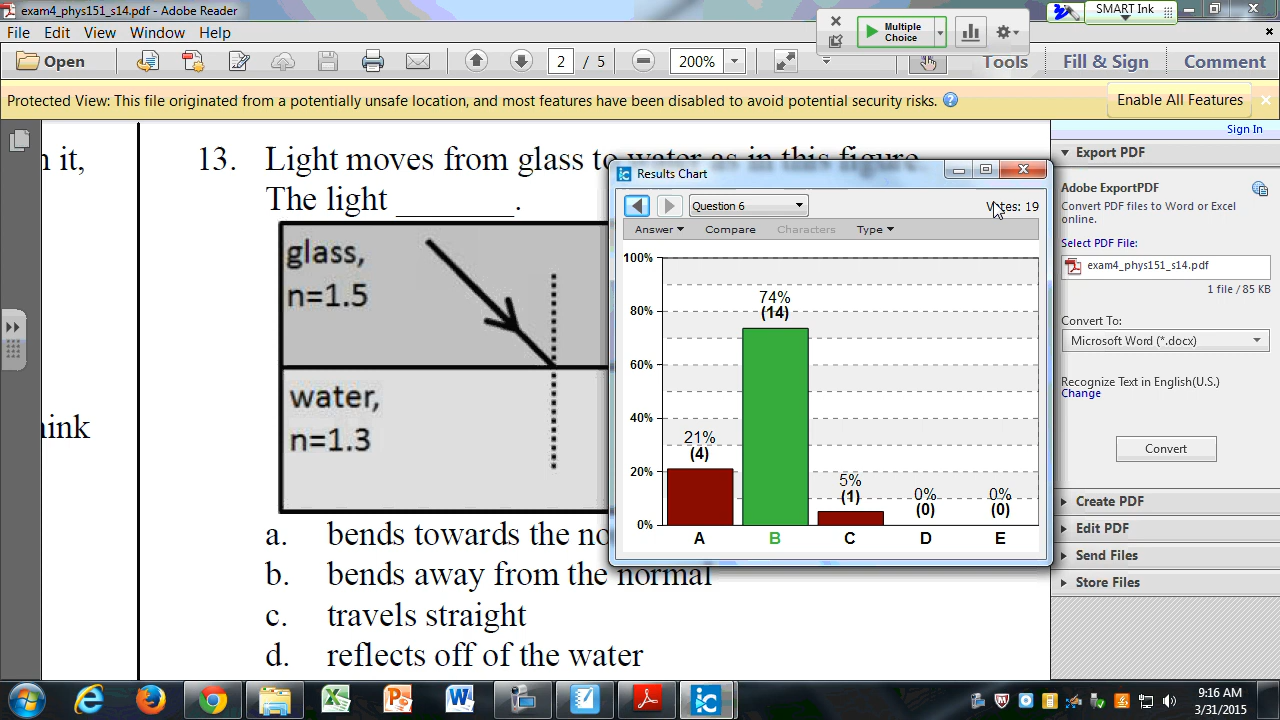 exam4_phys151_s14.pdf - Adobe Reader
SMART Ink
File Edit View Window Help
Multiple
Choice
Open
2 / 5
200%
Tools
Fill & Sign
Comment
Protected View: This file originated from a potentially unsafe location, and most features have been disabled to avoid potential security risks.
Enable All Features
n it,
hink
13. Light moves from glass to water as in this figure.
The light _______.
glass,
n=1.5
water,
n=1.3
a. bends towards the no
b. bends away from the normal
c. travels straight
d. reflects off of the water
Results Chart
Question 6
Votes: 19
Answer Compare Characters Type
100%
80%
60%
40%
20%
0%
21%
(4)
74%
(14)
5%
(1)
0%
(0)
0%
(0)
A B C D E
Sign In
Export PDF
Adobe ExportPDF
Convert PDF files to Word or Excel
online.
Select PDF File:
exam4_phys151_s14.pdf
1 file / 85 KB
Convert To:
Microsoft Word (*.docx)
Recognize Text in English(U.S.)
Change
Convert
Create PDF
Edit PDF
Send Files
Store Files
9:16 AM
3/31/2015